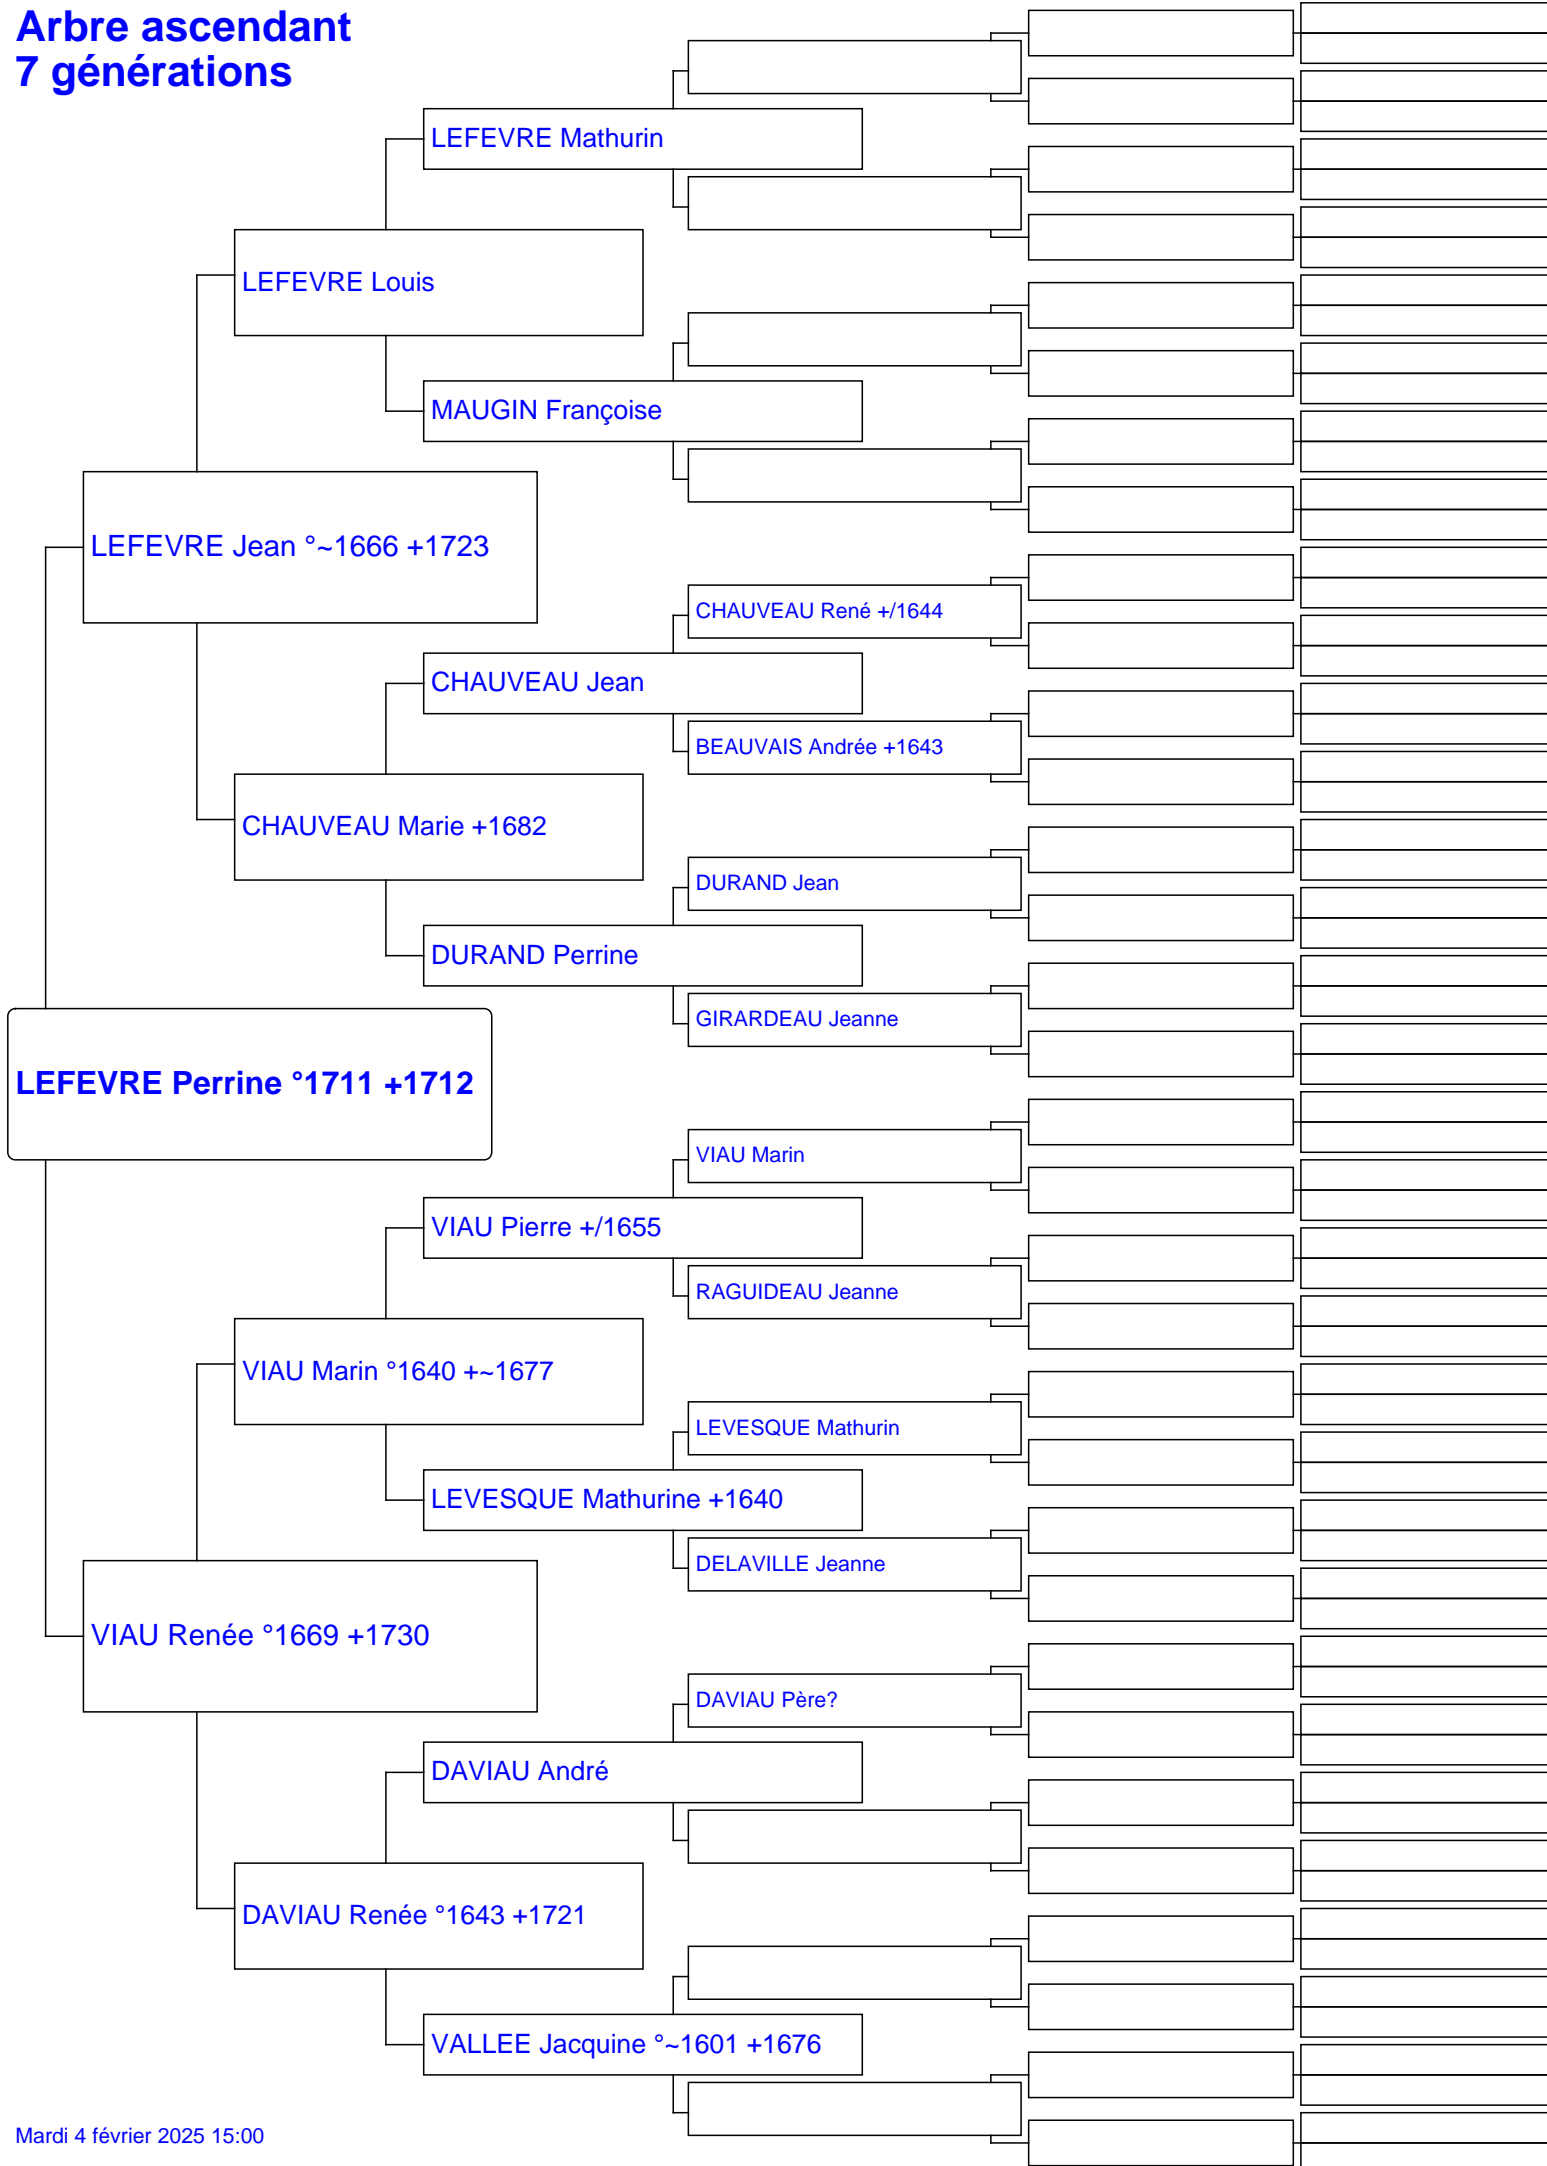 Arbre ascendant
7 générations
LEFEVRE Mathurin
LEFEVRE Louis
MAUGIN Françoise
LEFEVRE Jean °~1666 +1723
CHAUVEAU René +/1644
CHAUVEAU Jean
BEAUVAIS Andrée +1643
CHAUVEAU Marie +1682
DURAND Jean
DURAND Perrine
GIRARDEAU Jeanne
LEFEVRE Perrine °1711 +1712
VIAU Marin
VIAU Pierre +/1655
RAGUIDEAU Jeanne
VIAU Marin °1640 +~1677
LEVESQUE Mathurin
LEVESQUE Mathurine +1640
DELAVILLE Jeanne
VIAU Renée °1669 +1730
DAVIAU Père?
DAVIAU André
DAVIAU Renée °1643 +1721
VALLEE Jacquine °~1601 +1676
Mardi 4 février 2025 15:00